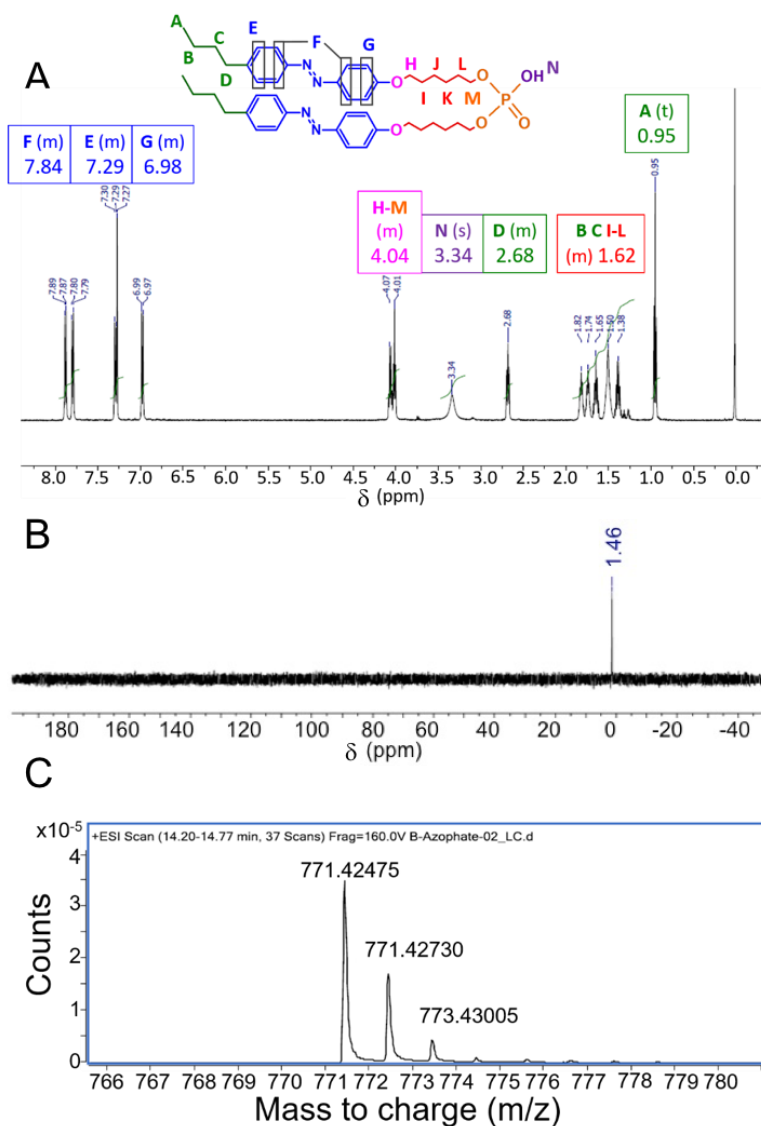 A
A
B
C
D
E
F
G
H
I
J
K
L
M
N
N
N
O
O
OH
P
O
O
N
N
O
F (m)
7.84
E (m)
7.29
G (m)
6.98
H-M
(m)
4.04
N (s)
3.34
D (m)
2.68
B C I-L
(m) 1.62
A (t)
0.95
7.89
7.87
7.80
7.79
7.30
7.29
7.27
6.99
6.97
4.07
4.01
3.34
2.68
1.82
1.74
1.65
1.50
1.38
0.95
8.0 7.5 7.0 6.5 6.0 5.5 5.0 4.5 4.0 3.5 3.0 2.5 2.0 1.5 1.0 0.5 0.0
δ (ppm)
B
1.46
180 160 140 120 100 80 60 40 20 0 -20 -40
δ (ppm)
C
x10-5
+ESI Scan (14.20-14.77 min, 37 Scans) Frag=160.0V B-Azophate-02_LC.d
771.42475
771.42730
773.43005
4
3
2
1
0
Counts
766 767 768 769 770 771 772 773 774 775 776 777 778 779 780
Mass to charge (m/z)